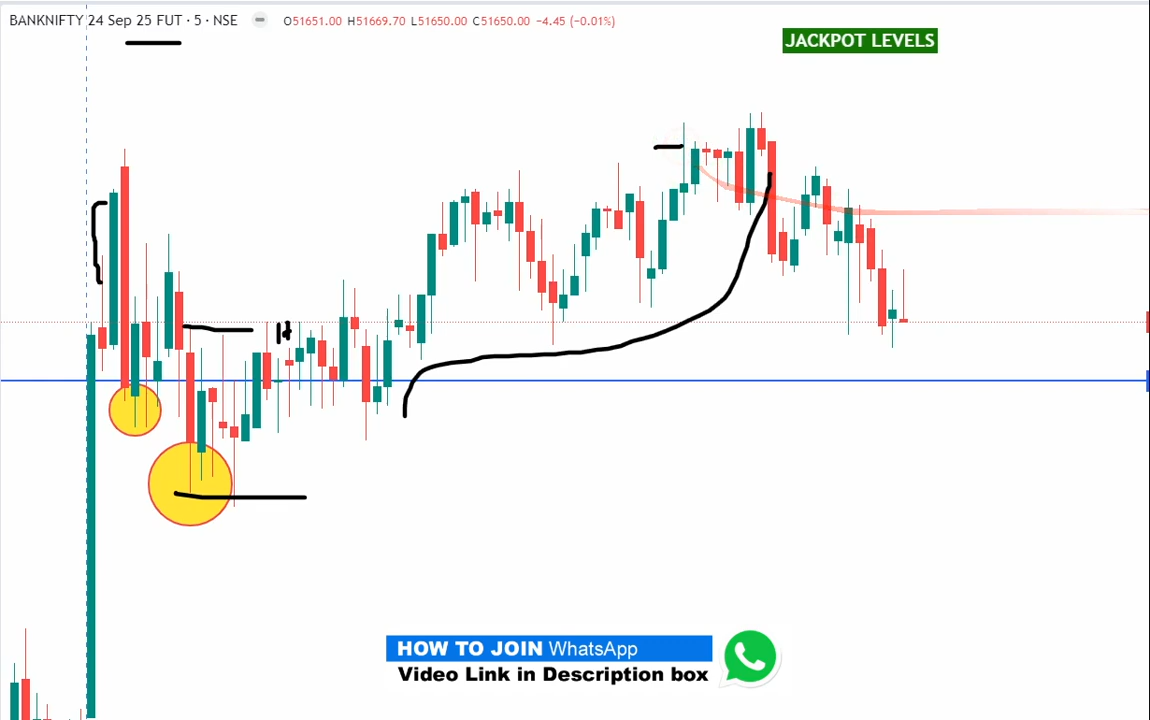 BANKNIFTY 24 Sep 25 FUT · 5 · NSE O51651.00 H51669.70 L51650.00 C51650.00 −4.45 (−0.01%)
JACKPOT LEVELS
HOW TO JOIN WhatsApp
Video Link in Description box